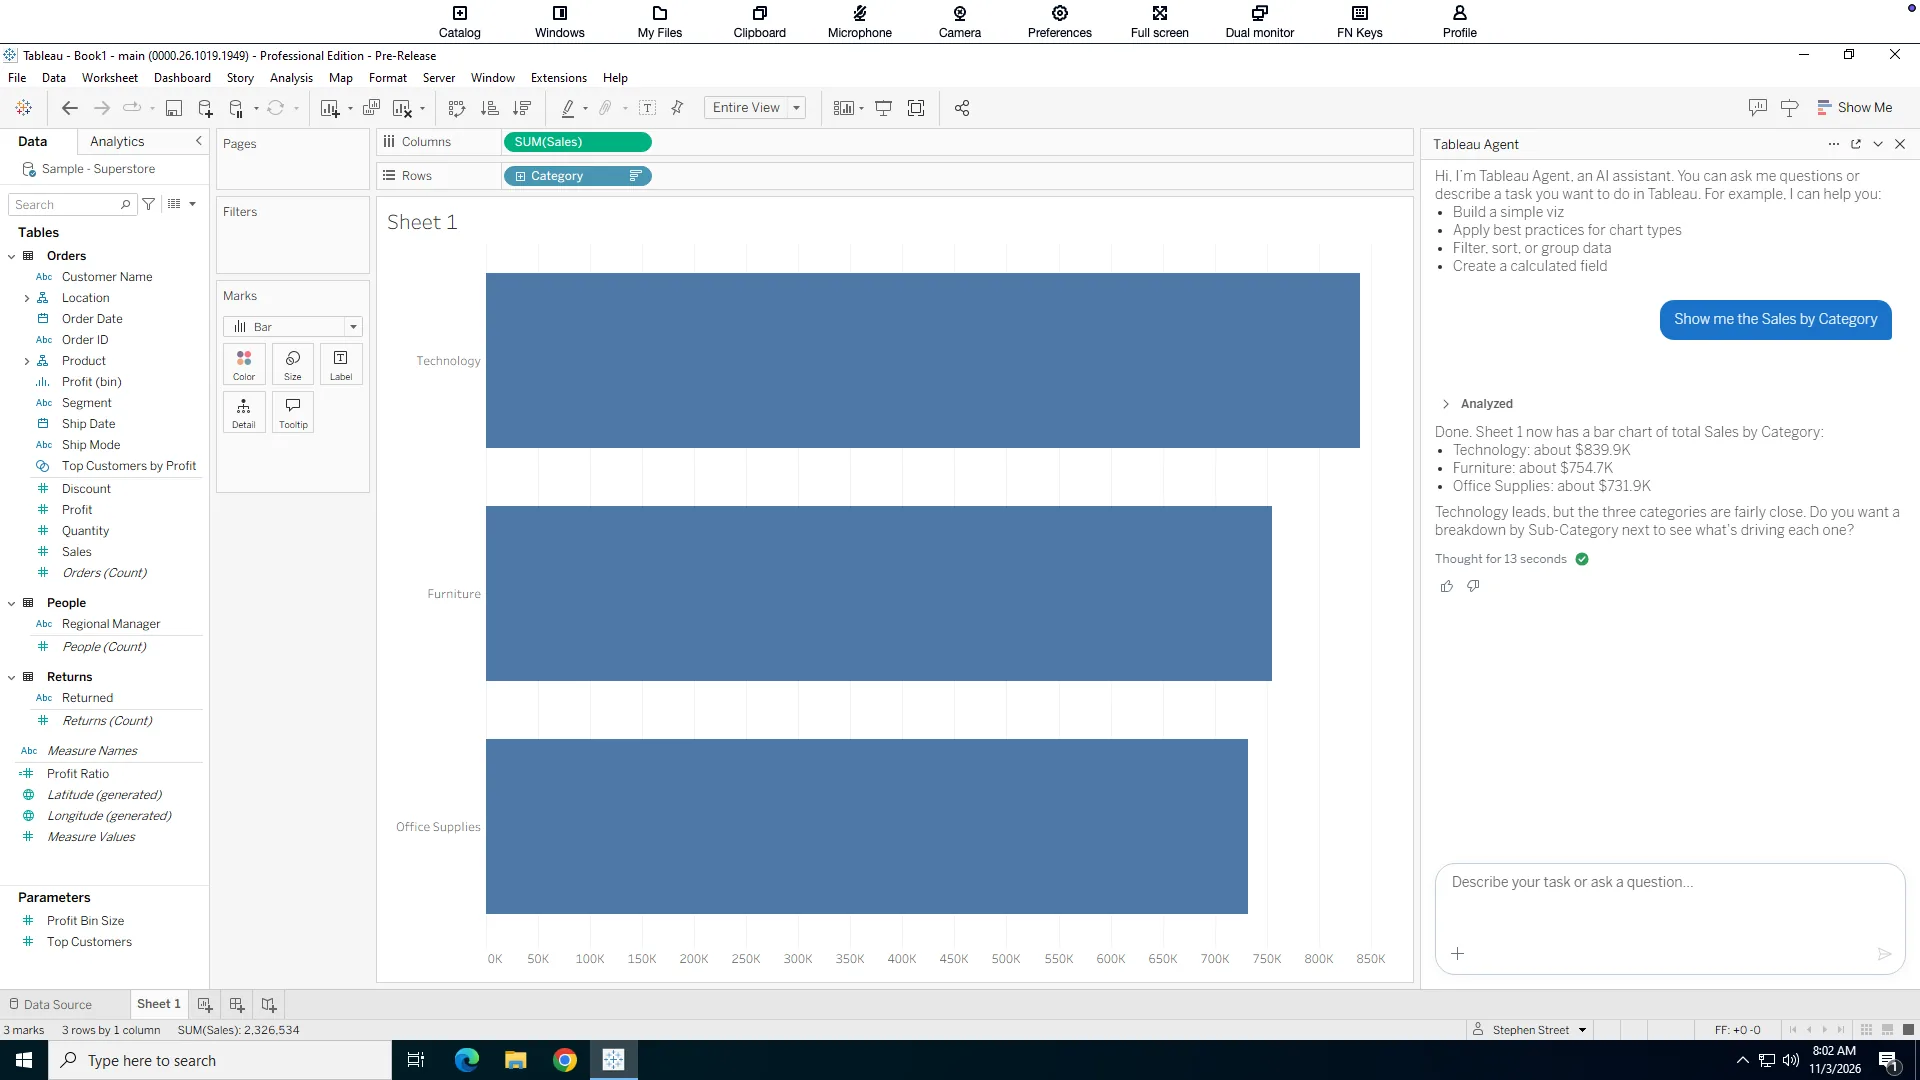 Catalog
Windows
My Files
Clipboard
Microphone
Camera
Preferences
Full screen
Dual monitor
FN Keys
Profile
Tableau - Book1 - main (0000.26.1019.1949) - Professional Edition - Pre-Release
File Data Worksheet Dashboard Story Analysis Map Format Server Window Extensions Help
Entire View
Show Me
Data
Analytics
Sample - Superstore
Search
Tables
Orders
Abc Customer Name
Location
Order Date
Abc Order ID
Product
Profit (bin)
Abc Segment
Ship Date
Abc Ship Mode
Top Customers by Profit
# Discount
# Profit
# Quantity
# Sales
# Orders (Count)
People
Abc Regional Manager
# People (Count)
Returns
Abc Returned
# Returns (Count)
Abc Measure Names
=# Profit Ratio
Latitude (generated)
Longitude (generated)
# Measure Values
Parameters
# Profit Bin Size
# Top Customers
Pages
Filters
Marks
Bar
Color
Size
Label
Detail
Tooltip
Columns
SUM(Sales)
Rows
Category
Sheet 1
Technology
Furniture
Office Supplies
0K 50K 100K 150K 200K 250K 300K 350K 400K 450K 500K 550K 600K 650K 700K 750K 800K 850K
Tableau Agent
Hi, I'm Tableau Agent, an AI assistant. You can ask me questions or
describe a task you want to do in Tableau. For example, I can help you:
• Build a simple viz
• Apply best practices for chart types
• Filter, sort, or group data
• Create a calculated field
Show me the Sales by Category
Analyzed
Done. Sheet 1 now has a bar chart of total Sales by Category:
• Technology: about $839.9K
• Furniture: about $754.7K
• Office Supplies: about $731.9K
Technology leads, but the three categories are fairly close. Do you want a
breakdown by Sub-Category next to see what's driving each one?
Thought for 13 seconds
Describe your task or ask a question...
Data Source
Sheet 1
3 marks
3 rows by 1 column
SUM(Sales): 2,326,534
Stephen Street
FF: +0 -0
Type here to search
8:02 AM
11/3/2026
1